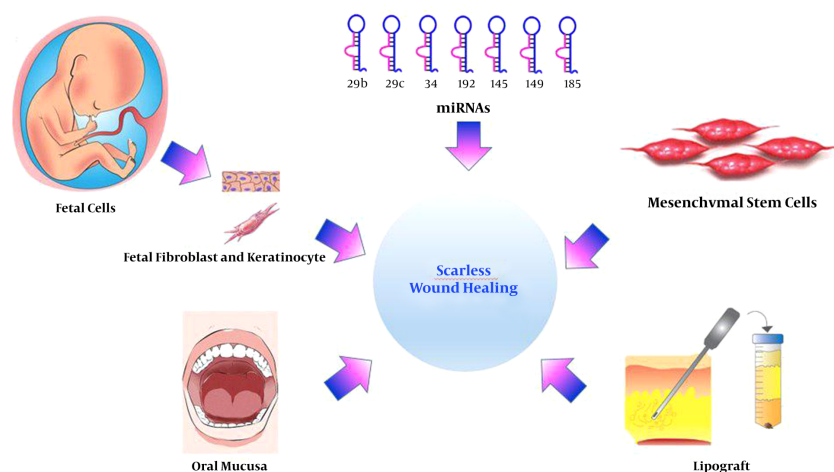 29b 29c 34 192 145 149 185
miRNAs
Fetal Cells
Mesenchvmal Stem Cells
Fetal Fibroblast and Keratinocyte
Scarless
Wound Healing
Oral Mucusa
Lipograft